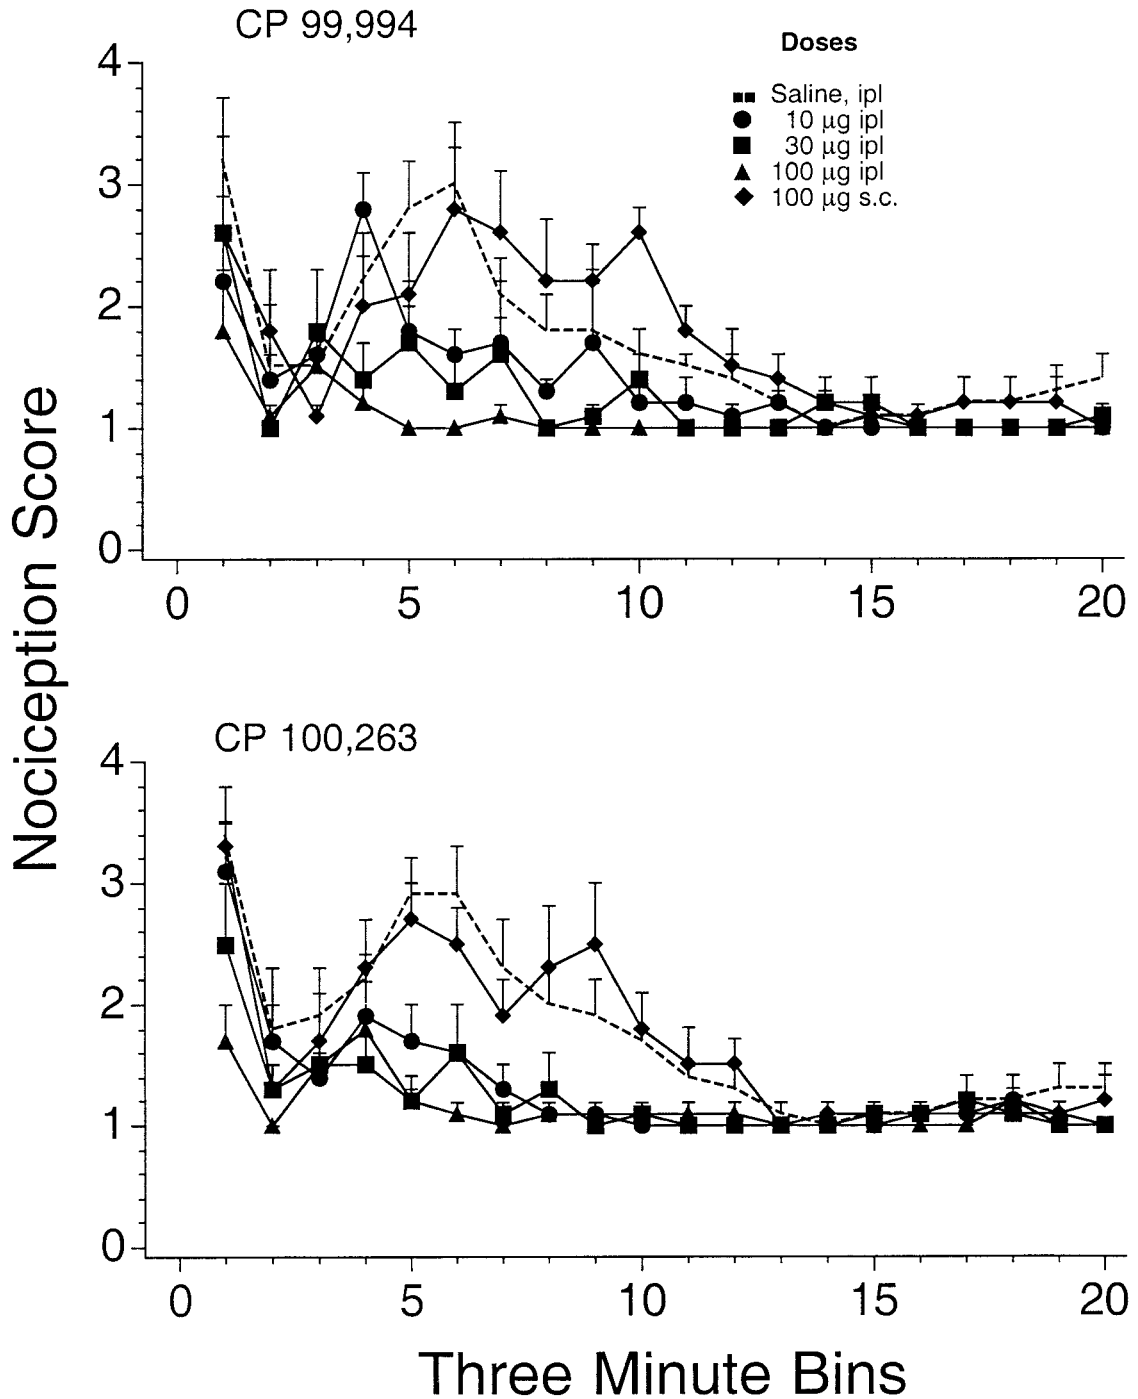 CP 99,994
Doses
Saline, ipl
10 μg ipl
30 μg ipl
100 μg ipl
100 μg s.c.
4
3
2
1
0
0 5 10 15 20
Nociception Score
CP 100,263
4
3
2
1
0
0 5 10 15 20
Three Minute Bins